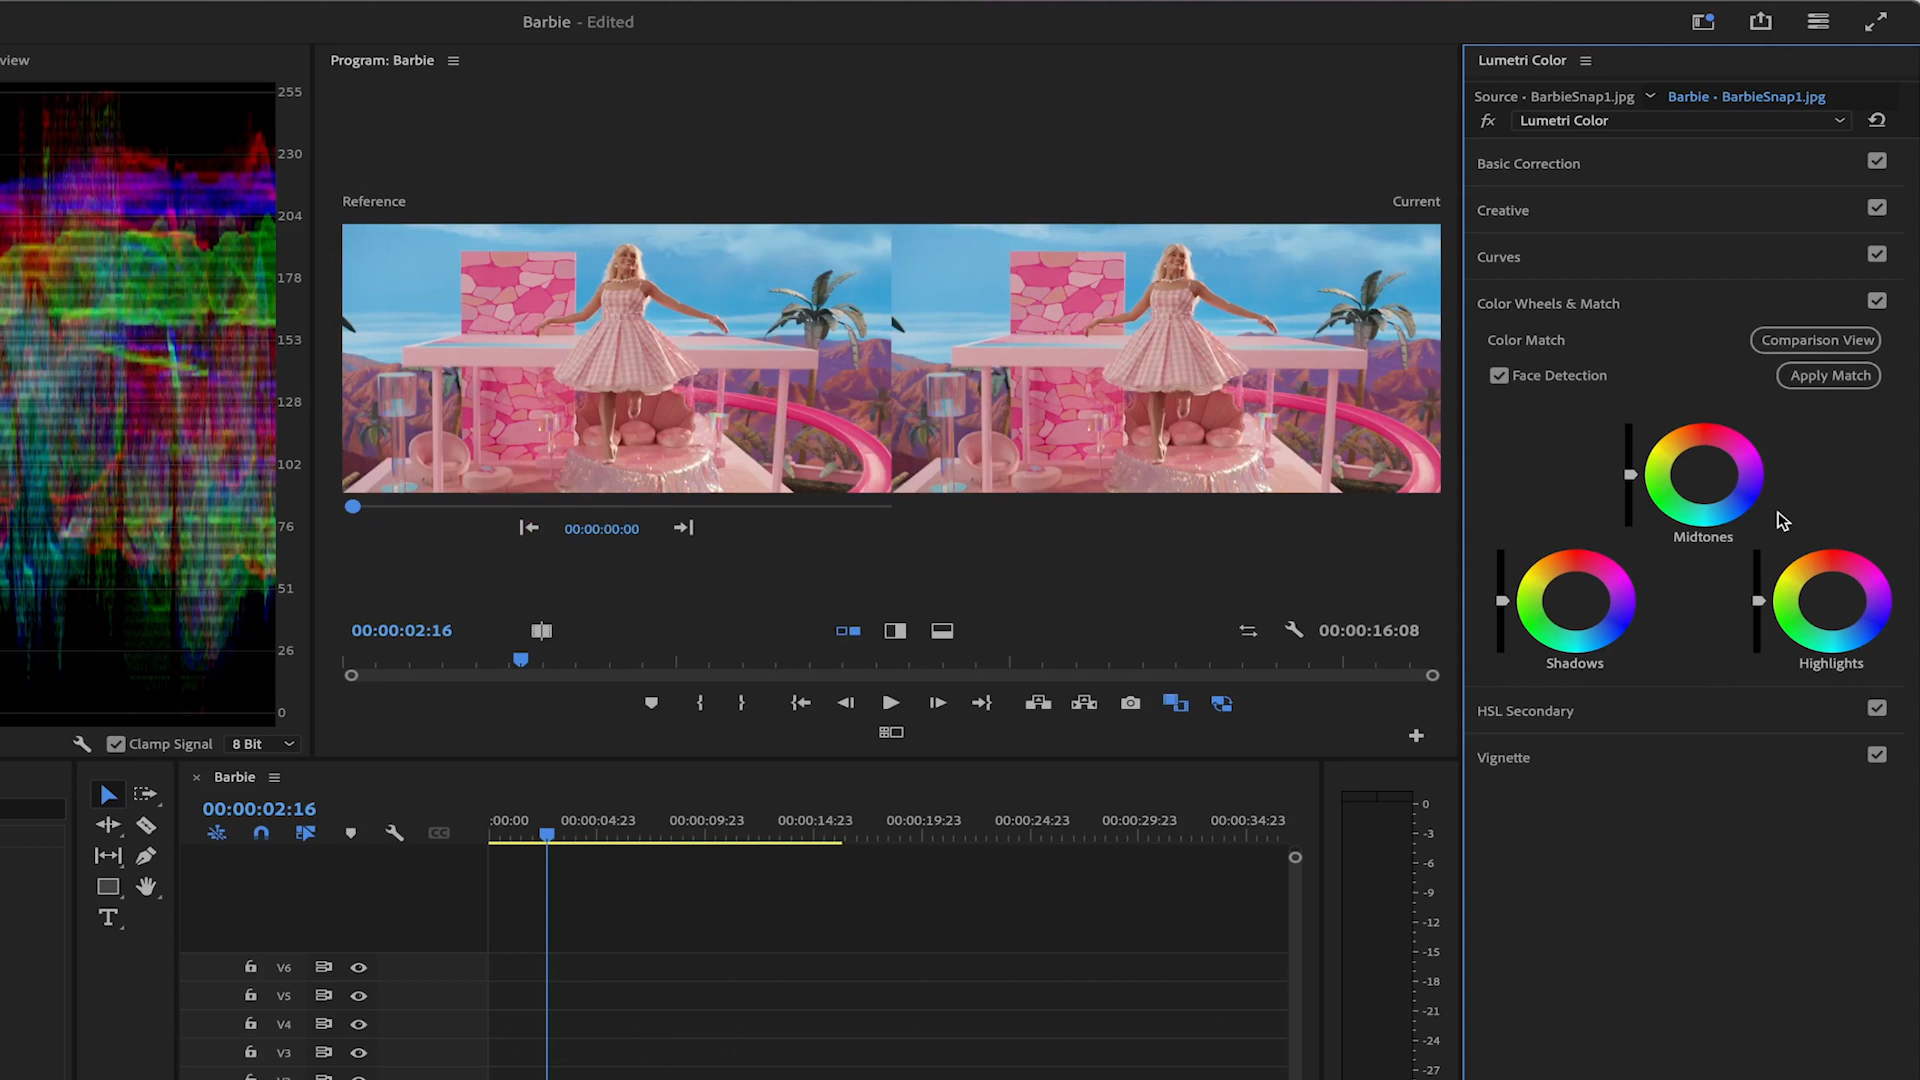 Barbie - Edited
view
Program: Barbie
Lumetri Color
Source • BarbieSnap1.jpg
Barbie • BarbieSnap1.jpg
fx Lumetri Color
Basic Correction
Creative
Curves
Color Wheels & Match
Color Match
Comparison View
Face Detection
Apply Match
Midtones
Shadows
Highlights
HSL Secondary
Vignette
255
230
204
178
153
128
102
76
51
26
0
Clamp Signal
8 Bit
Reference
Current
00:00:00:00
00:00:02:16
00:00:16:08
× Barbie
00:00:02:16
CC
:00:00
00:00:04:23
00:00:09:23
00:00:14:23
00:00:19:23
00:00:24:23
00:00:29:23
00:00:34:23
V6
V5
V4
V3
T
0
-3
-6
-9
-12
-15
-18
-21
-24
-27